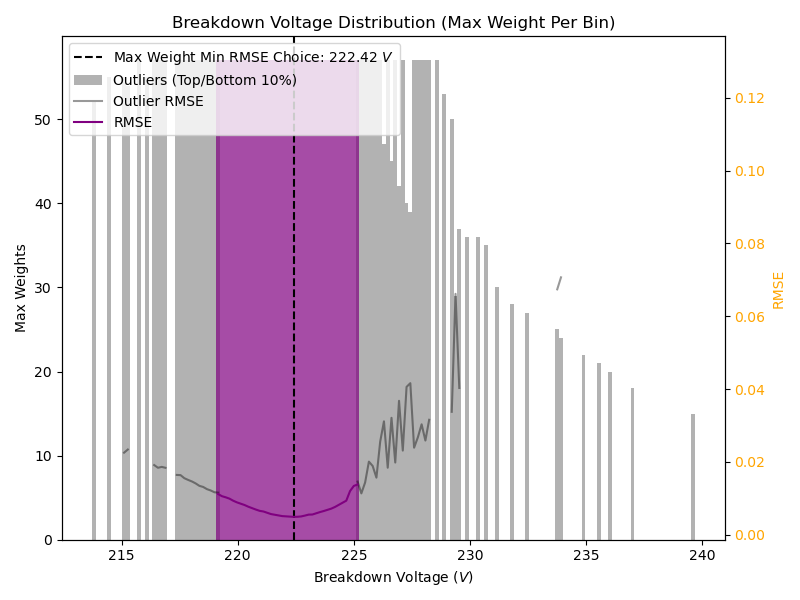 Breakdown Voltage Distribution (Max Weight Per Bin)
Max Weight Min RMSE Choice: 222.42 V
Outliers (Top/Bottom 10%)
Outlier RMSE
RMSE
Max Weights
50
40
30
20
10
0
0.12
0.10
0.08
0.06
0.04
0.02
0.00
RMSE
215 220 225 230 235 240
Breakdown Voltage (V)